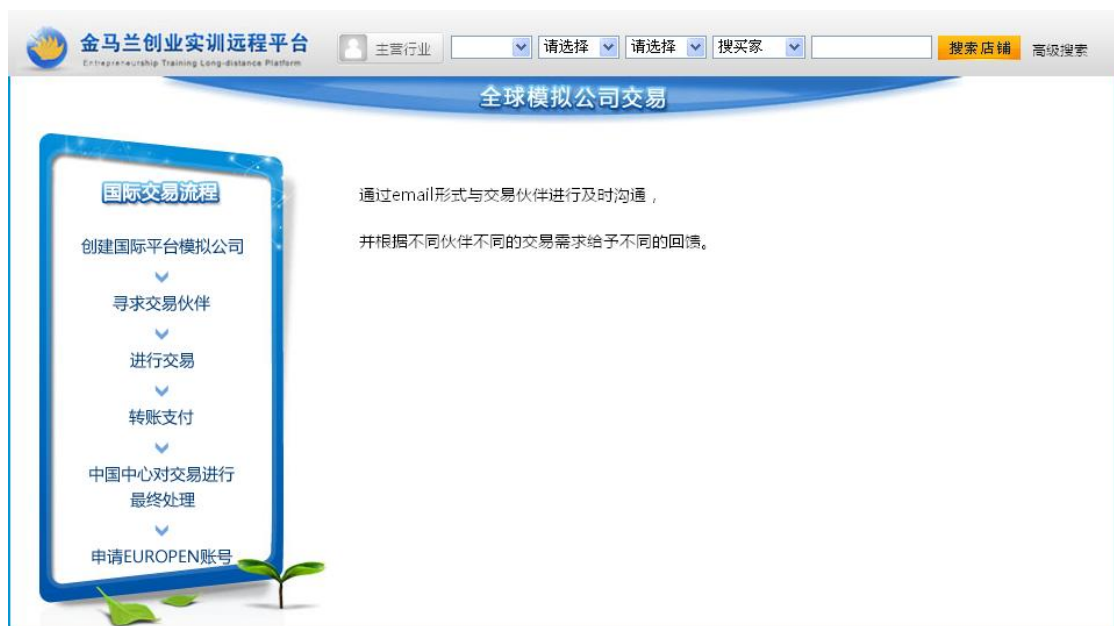 金马兰创业实训远程平台
Entrepreneurship Training Long-distance Platform
主营行业 请选择 请选择 搜买家 搜索店铺 高级搜索
全球模拟公司交易
国际交易流程
创建国际平台模拟公司
寻求交易伙伴
进行交易
转账支付
中国中心对交易进行
最终处理
申请EUROPEN账号
通过email形式与交易伙伴进行及时沟通，
并根据不同伙伴不同的交易需求给予不同的回馈。